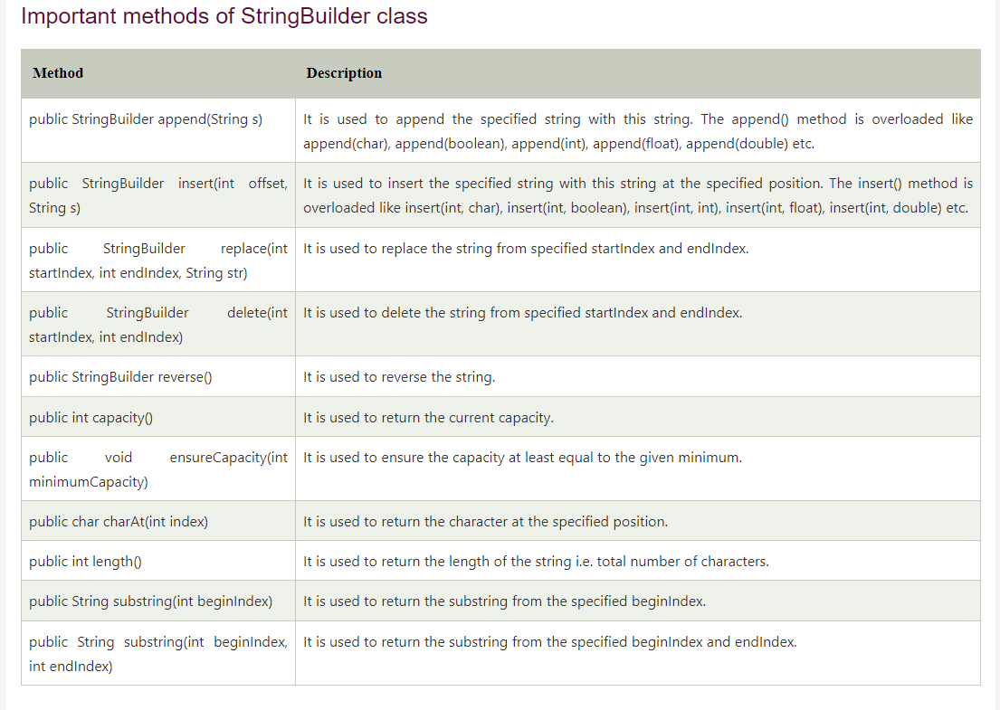 Important methods of StringBuilder class
Method Description
public StringBuilder append(String s) It is used to append the specified string with this string. The append() method is overloaded like
append(char), append(boolean), append(int), append(float), append(double) etc.
public StringBuilder insert(int offset, It is used to insert the specified string with this string at the specified position. The insert() method is
String s) overloaded like insert(int, char), insert(int, boolean), insert(int, int), insert(int, float), insert(int, double) etc.
public StringBuilder replace(int It is used to replace the string from specified startIndex and endIndex.
startIndex, int endIndex, String str)
public StringBuilder delete(int It is used to delete the string from specified startIndex and endIndex.
startIndex, int endIndex)
public StringBuilder reverse() It is used to reverse the string.
public int capacity() It is used to return the current capacity.
public void ensureCapacity(int It is used to ensure the capacity at least equal to the given minimum.
minimumCapacity)
public char charAt(int index) It is used to return the character at the specified position.
public int length() It is used to return the length of the string i.e. total number of characters.
public String substring(int beginIndex) It is used to return the substring from the specified beginIndex.
public String substring(int beginIndex, It is used to return the substring from the specified beginIndex and endIndex.
int endIndex)